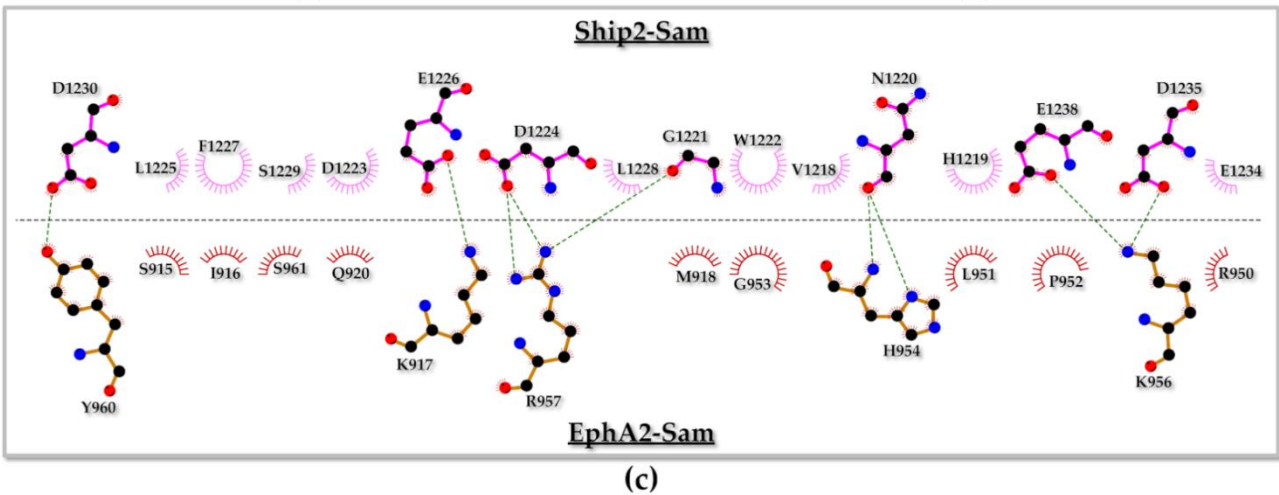 Ship2-Sam
D1230
L1225
F1227
S1229
D1223
E1226
D1224
L1228
G1221
W1222
V1218
N1220
H1219
E1238
D1235
E1234
S915
I916
S961
Q920
M918
G953
L951
P952
R950
Y960
K917
R957
H954
K956
EphA2-Sam
(c)